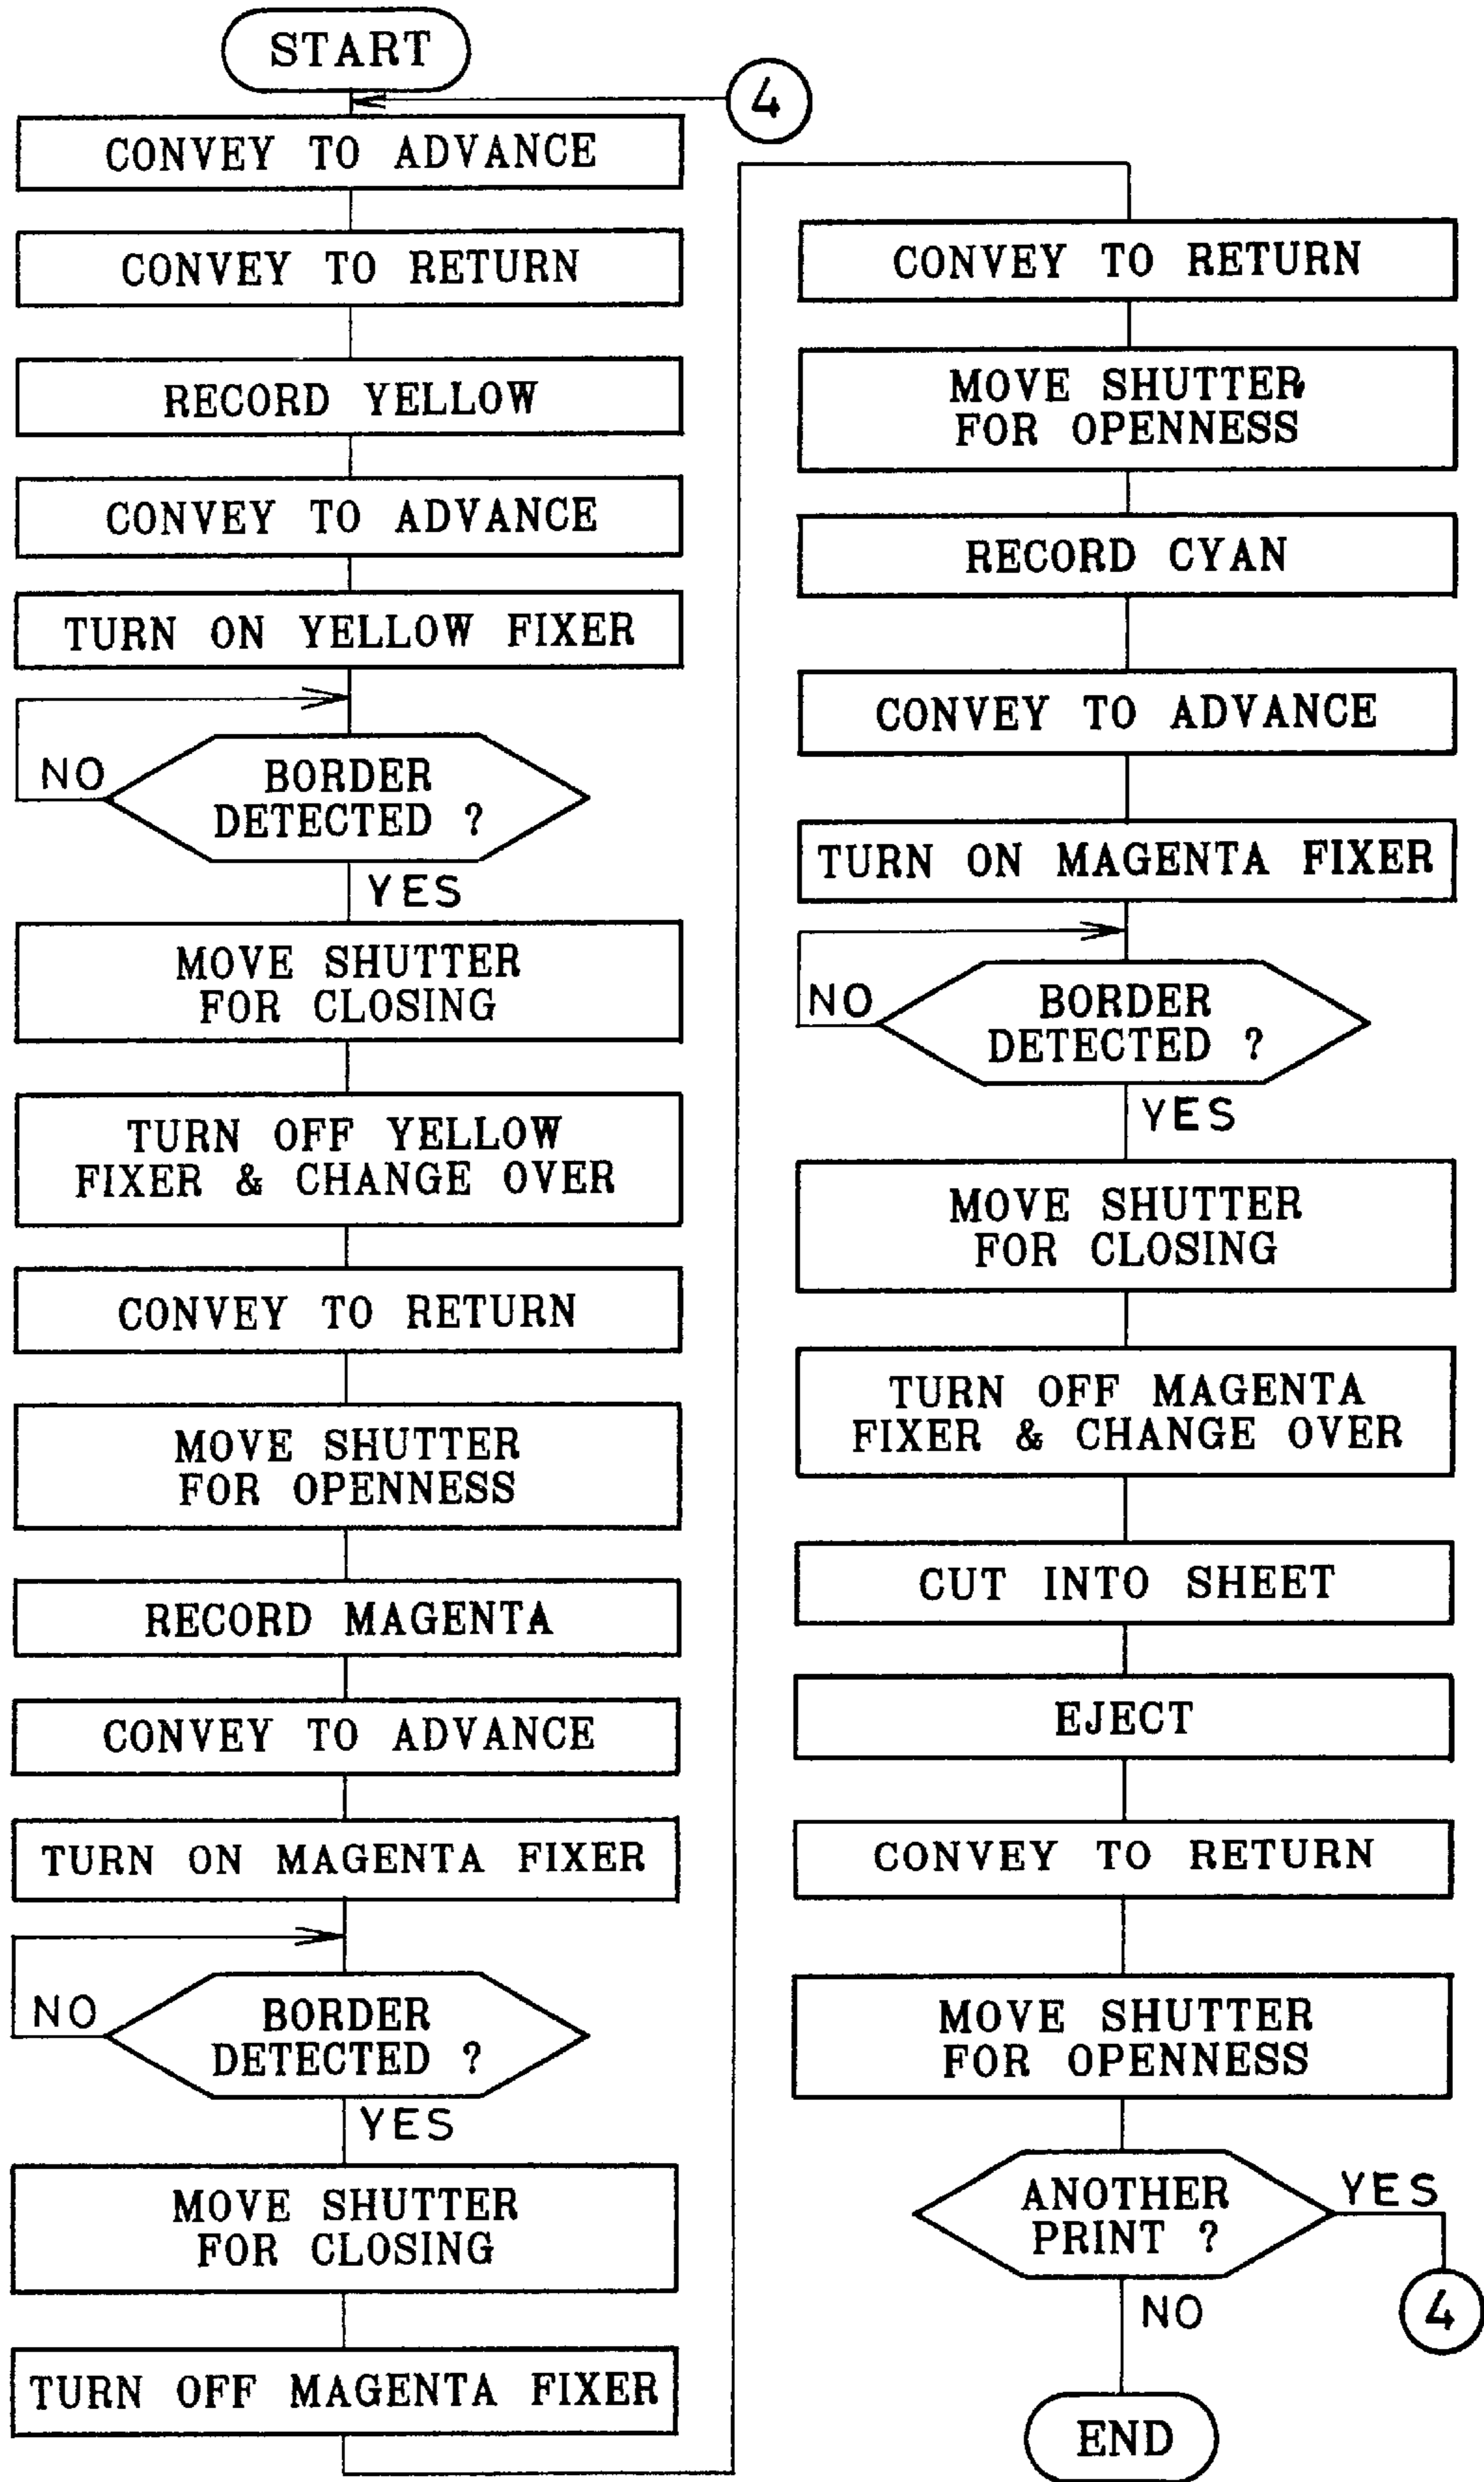 START
4
CONVEY TO ADVANCE
CONVEY TO RETURN
RECORD YELLOW
CONVEY TO ADVANCE
TURN ON YELLOW FIXER
NO
BORDER
DETECTED ?
YES
MOVE SHUTTER
FOR CLOSING
TURN OFF YELLOW
FIXER & CHANGE OVER
CONVEY TO RETURN
MOVE SHUTTER
FOR OPENNESS
RECORD MAGENTA
CONVEY TO ADVANCE
TURN ON MAGENTA FIXER
NO
BORDER
DETECTED ?
YES
MOVE SHUTTER
FOR CLOSING
TURN OFF MAGENTA FIXER
CONVEY TO RETURN
MOVE SHUTTER
FOR OPENNESS
RECORD CYAN
CONVEY TO ADVANCE
TURN ON MAGENTA FIXER
NO
BORDER
DETECTED ?
YES
MOVE SHUTTER
FOR CLOSING
TURN OFF MAGENTA
FIXER & CHANGE OVER
CUT INTO SHEET
EJECT
CONVEY TO RETURN
MOVE SHUTTER
FOR OPENNESS
ANOTHER
PRINT ?
YES
4
NO
END